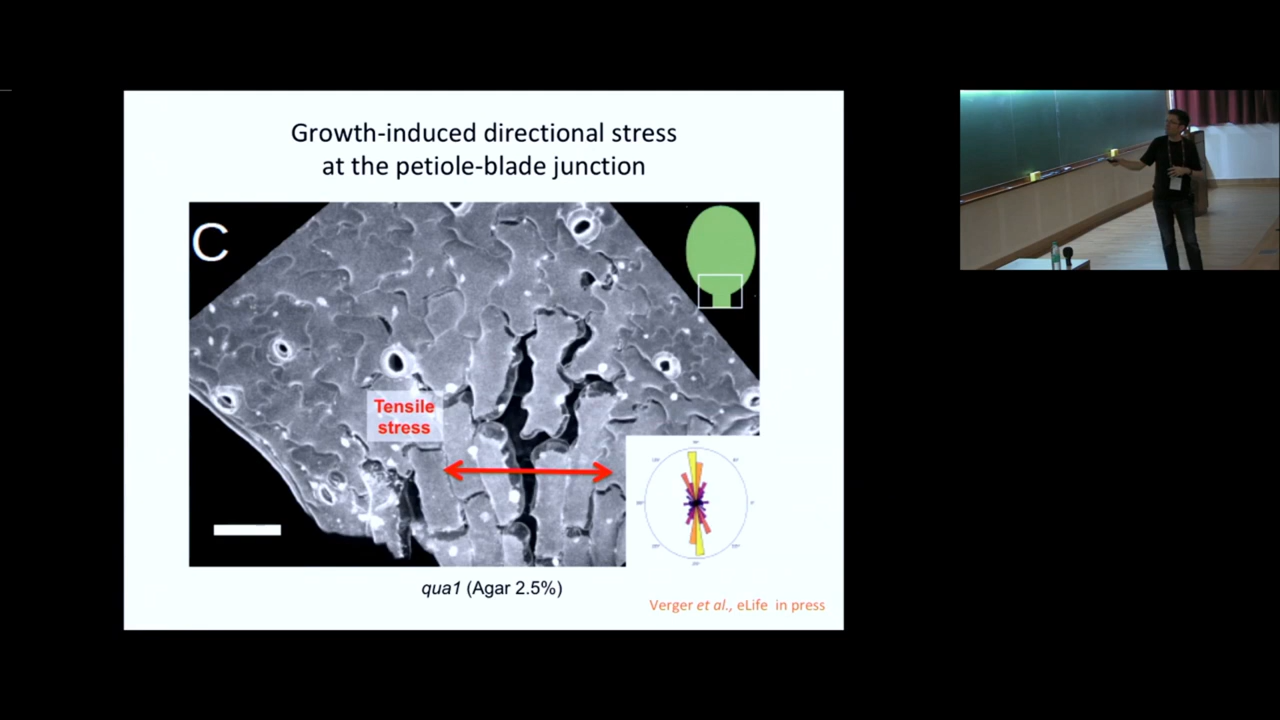 Growth-induced directional stress
at the petiole-blade junction
C
Tensile
stress
qua1 (Agar 2.5%)
Verger et al., eLife in press